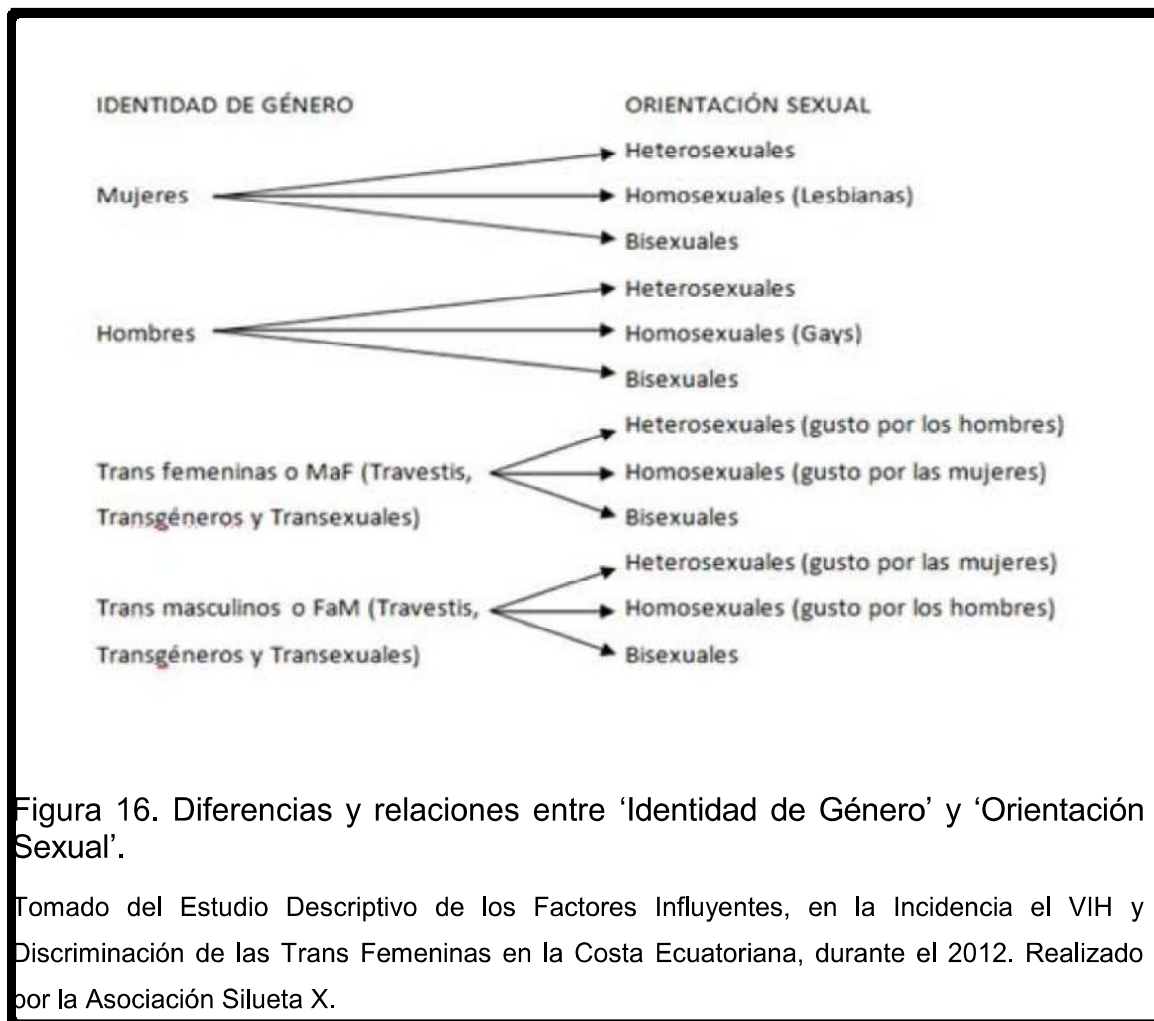 IDENTIDAD DE GÉNERO ORIENTACIÓN SEXUAL
Heterosexuales
Mujeres Homosexuales (Lesbianas)
Bisexuales
Heterosexuales
Hombres Homosexuales (Gays)
Bisexuales
Heterosexuales (gusto por los hombres)
Trans femeninas o MaF (Travestis, Homosexuales (gusto por las mujeres)
Transgéneros y Transexuales) Bisexuales
Heterosexuales (gusto por las mujeres)
Trans masculinos o FaM (Travestis, Homosexuales (gusto por los hombres)
Transgéneros y Transexuales) Bisexuales
Figura 16. Diferencias y relaciones entre ‘Identidad de Género’ y ‘Orientación
Sexual’.
Tomado del Estudio Descriptivo de los Factores Influyentes, en la Incidencia el VIH y
Discriminación de las Trans Femeninas en la Costa Ecuatoriana, durante el 2012. Realizado
por la Asociación Silueta X.